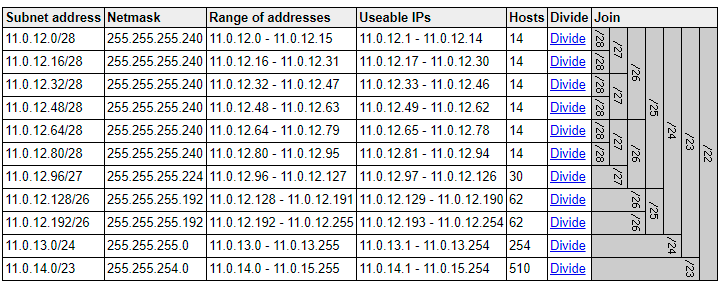 Subnet address Netmask Range of addresses Useable IPs Hosts Divide Join
11.0.12.0/28 255.255.255.240 11.0.12.0 - 11.0.12.15 11.0.12.1 - 11.0.12.14 14 Divide /28 /27 /26 /25 /24 /23 /22
11.0.12.16/28 255.255.255.240 11.0.12.16 - 11.0.12.31 11.0.12.17 - 11.0.12.30 14 Divide /28
11.0.12.32/28 255.255.255.240 11.0.12.32 - 11.0.12.47 11.0.12.33 - 11.0.12.46 14 Divide /28 /27
11.0.12.48/28 255.255.255.240 11.0.12.48 - 11.0.12.63 11.0.12.49 - 11.0.12.62 14 Divide /28
11.0.12.64/28 255.255.255.240 11.0.12.64 - 11.0.12.79 11.0.12.65 - 11.0.12.78 14 Divide /28 /27 /26
11.0.12.80/28 255.255.255.240 11.0.12.80 - 11.0.12.95 11.0.12.81 - 11.0.12.94 14 Divide /28
11.0.12.96/27 255.255.255.224 11.0.12.96 - 11.0.12.127 11.0.12.97 - 11.0.12.126 30 Divide /27
11.0.12.128/26 255.255.255.192 11.0.12.128 - 11.0.12.191 11.0.12.129 - 11.0.12.190 62 Divide /26 /25
11.0.12.192/26 255.255.255.192 11.0.12.192 - 11.0.12.255 11.0.12.193 - 11.0.12.254 62 Divide /26
11.0.13.0/24 255.255.255.0 11.0.13.0 - 11.0.13.255 11.0.13.1 - 11.0.13.254 254 Divide /24
11.0.14.0/23 255.255.254.0 11.0.14.0 - 11.0.15.255 11.0.14.1 - 11.0.15.254 510 Divide /23